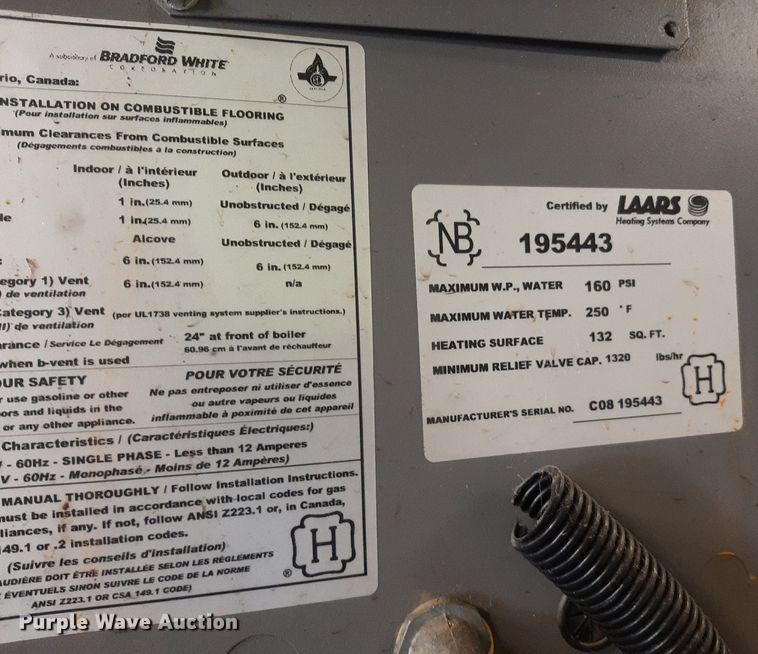 A subsidiary of BRADFORD WHITE
CORPORATION
®
rio, Canada:
NSTALLATION ON COMBUSTIBLE FLOORING
(Pour installation sur surfaces inflammables)
mum Clearances From Combustible Surfaces
(Dégagements combustibles à la construction)
Indoor / à l'intérieur
(Inches)
Outdoor / à l'extérieur
(Inches)
1 in.(25.4 mm)
Unobstructed / Dégagé
de
1 in.(25.4 mm)
6 in.(152.4 mm)
Alcove
Unobstructed / Dégagé
:
6 in.(152.4 mm)
6 in.(152.4 mm)
egory 1) Vent
6 in.(152.4 mm)
n/a
) de ventilation
Category 3) Vent (per UL1738 venting system supplier's instructions.)
II) de ventilation
arance / Service Le Dégagement
24" at front of boiler
60.96 cm à l'avant de réchauffeur
when b-vent is used
OUR SAFETY
r use gasoline or other
ors and liquids in the
or any other appliance.
POUR VOTRE SÉCURITÉ
Ne pas entreposer ni utiliser d'essence
ou autre vapeurs ou liquides
inflammable à poximité de cet appareil
Characteristics / (Caractéristiques Électriques:)
- 60Hz - SINGLE PHASE - Less than 12 Amperes
V - 60Hz - Monophasé - Moins de 12 Ampères)
MANUAL THOROUGHLY / Follow Installation Instructions.
must be installed in accordance with local codes for gas
liances, if any. If not, follow ANSI Z223.1 or, in Canada,
149.1 or .2 installation codes.
(Suivre les conseils d'installation)
AUDIÈRE DOIT ÊTRE INSTALLÉE SELON LES RÉGLEMENTS
ÉVENTUELS SINON SUIVRE LE CODE DE LA NORME
ANSI Z223.1 OR CSA 149.1 CODE)
H
®
Certified by LAARS
Heating Systems Company
NB 195443
MAXIMUM W.P., WATER 160 PSI
MAXIMUM WATER TEMP. 250 °F
HEATING SURFACE 132 SQ. FT.
MINIMUM RELIEF VALVE CAP. 1320 lbs/hr
H
MANUFACTURER'S SERIAL NO. C08 195443
Purple Wave Auction